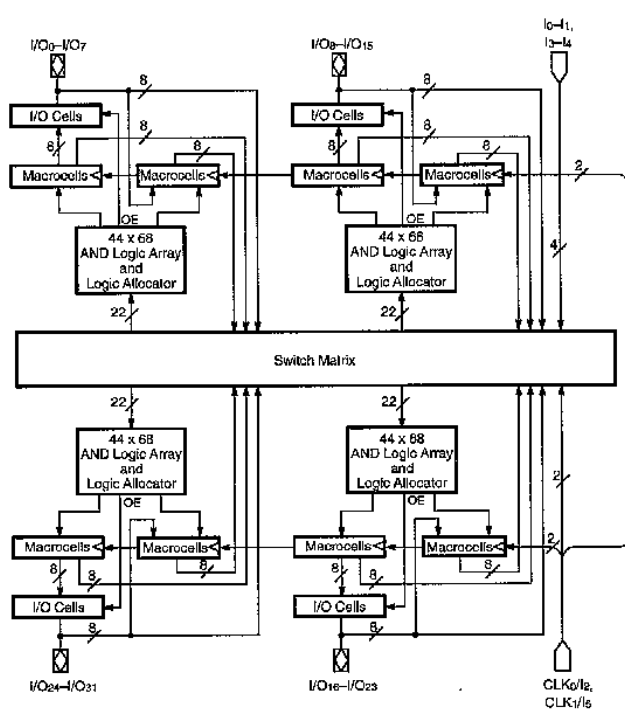 I/O0–I/O7
I/O8–I/O15
I0–I1,
I3–I4
8
8
I/O Cells
8
I/O Cells
8
8
8
8
8
8
2
Macrocells
Macrocells
Macrocells
Macrocells
OE
OE
44 x 68
AND Logic Array
and
Logic Allocator
44 x 68
AND Logic Array
and
Logic Allocator
4
22
22
Switch Matrix
22
22
44 x 68
AND Logic Array
and
Logic Allocator
44 x 68
AND Logic Array
and
Logic Allocator
2
OE
OE
Macrocells
Macrocells
Macrocells
Macrocells
2
8
8
8
8
8
8
I/O Cells
I/O Cells
8
8
I/O24–I/O31
I/O16–I/O23
CLK0/I2,
CLK1/I5